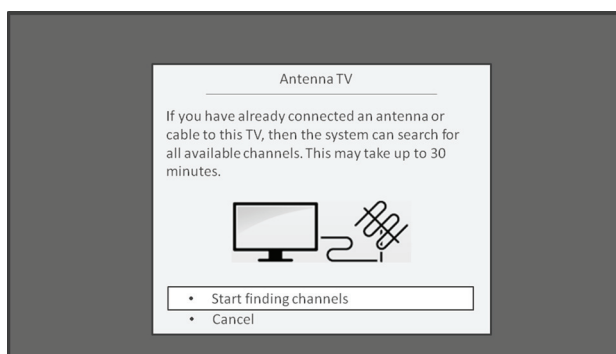 Antenna TV
If you have already connected an antenna or
cable to this TV, then the system can search for
all available channels. This may take up to 30
minutes.
• Start finding channels
• Cancel